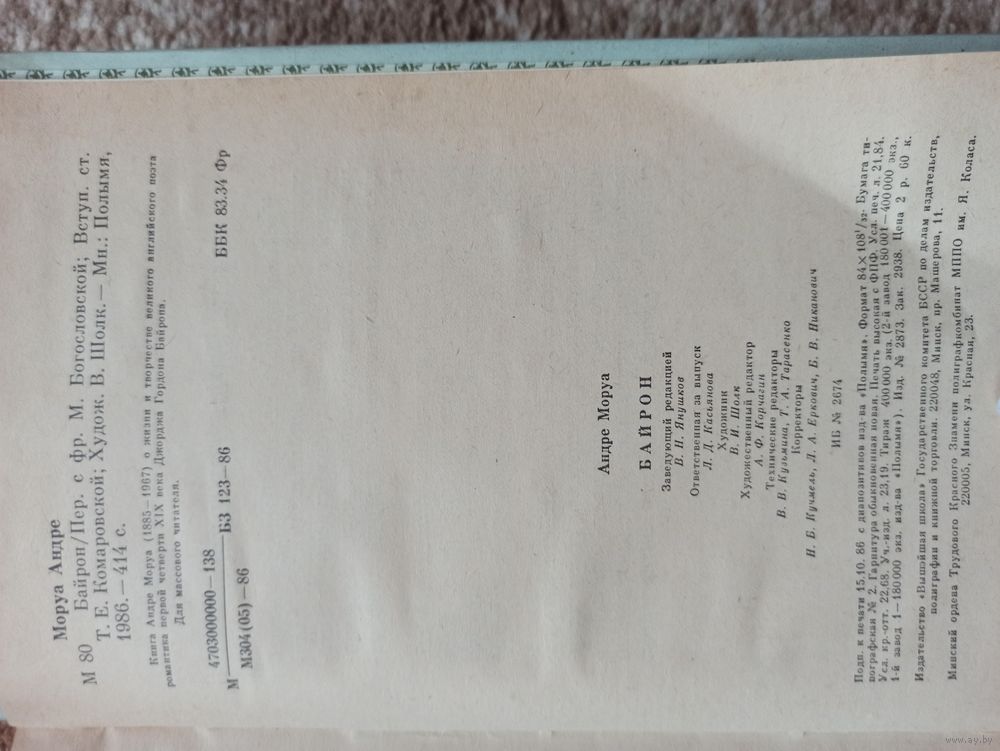 Моруа Андре
М 80 Байрон/Пер. с фр. М. Богословской; Вступ. ст.
Т. Е. Комаровской; Худож. В. Шолк.— Мн.: Полымя,
1986.— 414 с.
Книга Андре Моруа (1885—1967) о жизни и творчестве великого английского поэта
романтика первой четверти XIX века Джорджа Гордона Байрона.
Для массового читателя.
М 4703000000—138 БЗ 123—86 ББК 83.34 Фр
М304(05)—86
Андре Моруа
БАЙРОН
Заведующий редакцией
В. Н. Янушков
Ответственная за выпуск
Л. Д. Касьянова
Художник
В. И. Шолк
Художественный редактор
А. Ф. Корчагин
Технические редакторы
В. В. Кузьмина, Т. А. Тарасенко
Корректоры
Н. Б. Кучмель, Л. А. Еркович, Б. В. Никанович
ИБ № 2674
Подп. к печати 15.10. 86 с диапозитивов изд-ва «Полымя». Формат 84×108¹/₃₂. Бумага ти-
пографская № 2. Гарнитура обыкновенная новая. Печать высокая с ФПФ. Усл. печ. л. 21,84.
Усл. кр.-отт. 22,68. Уч.-изд. л. 23,19. Тираж 400 000 экз. (2-й завод 180 001—400 000 экз.,
1-й завод 1—180 000 экз. изд-ва «Полымя»). Изд. № 2873. Зак. 2938. Цена 2 р. 60 к.
Издательство «Вышэйшая школа» Государственного комитета БССР по делам издательств,
полиграфии и книжной торговли. 220048, Минск, пр. Машерова, 11.
Минский ордена Трудового Красного Знамени полиграфкомбинат МППО им. Я. Коласа.
220005, Минск, ул. Красная, 23.
www.ay.by